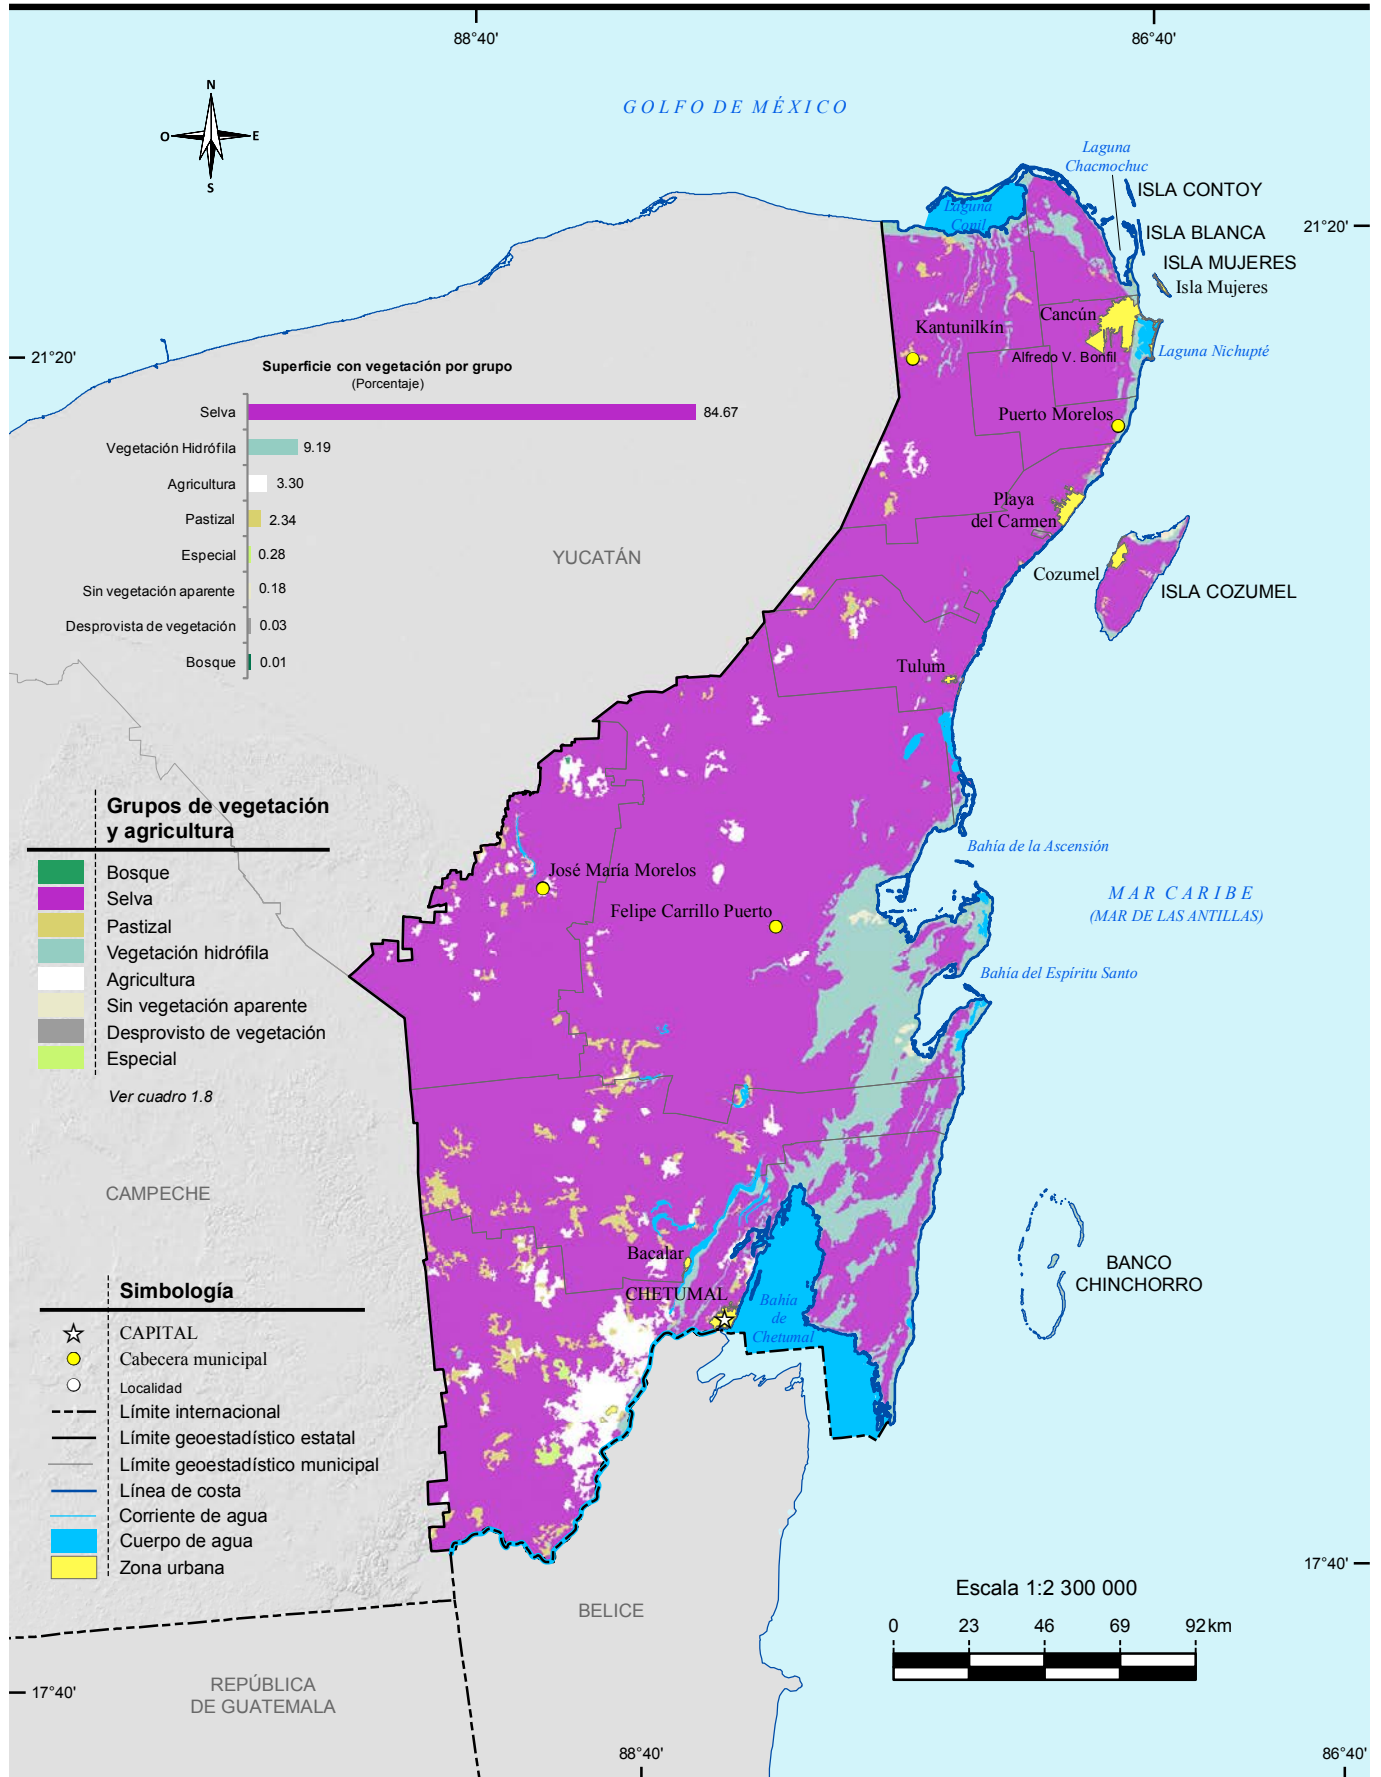 88°40'
86°40'
N
O
E
S
GOLFO DE MÉXICO
Laguna
Chacmochuc
ISLA CONTOY
Laguna
Conil
21°20'
ISLA BLANCA
ISLA MUJERES
Isla Mujeres
Cancún
Kantunilkín
Laguna Nichupté
Alfredo V. Bonfil
21°20'
Superficie con vegetación por grupo
(Porcentaje)
Selva 84.67
Vegetación Hidrófila 9.19
Agricultura 3.30
Pastizal 2.34
Especial 0.28
Sin vegetación aparente 0.18
Desprovista de vegetación 0.03
Bosque 0.01
Puerto Morelos
Playa
del Carmen
YUCATÁN
Cozumel
ISLA COZUMEL
Tulum
Grupos de vegetación
y agricultura
Bosque
Selva
Pastizal
Vegetación hidrófila
Agricultura
Sin vegetación aparente
Desprovisto de vegetación
Especial
Ver cuadro 1.8
Bahía de la Ascensión
José María Morelos
MAR CARIBE
(MAR DE LAS ANTILLAS)
Felipe Carrillo Puerto
Bahía del Espíritu Santo
CAMPECHE
Bacalar
BANCO
CHINCHORRO
CHETUMAL
Bahía
de
Chetumal
Simbología
CAPITAL
Cabecera municipal
Localidad
Límite internacional
Límite geoestadístico estatal
Límite geoestadístico municipal
Línea de costa
Corriente de agua
Cuerpo de agua
Zona urbana
17°40'
Escala 1:2 300 000
0 23 46 69 92 km
BELICE
REPÚBLICA
DE GUATEMALA
17°40'
88°40'
86°40'